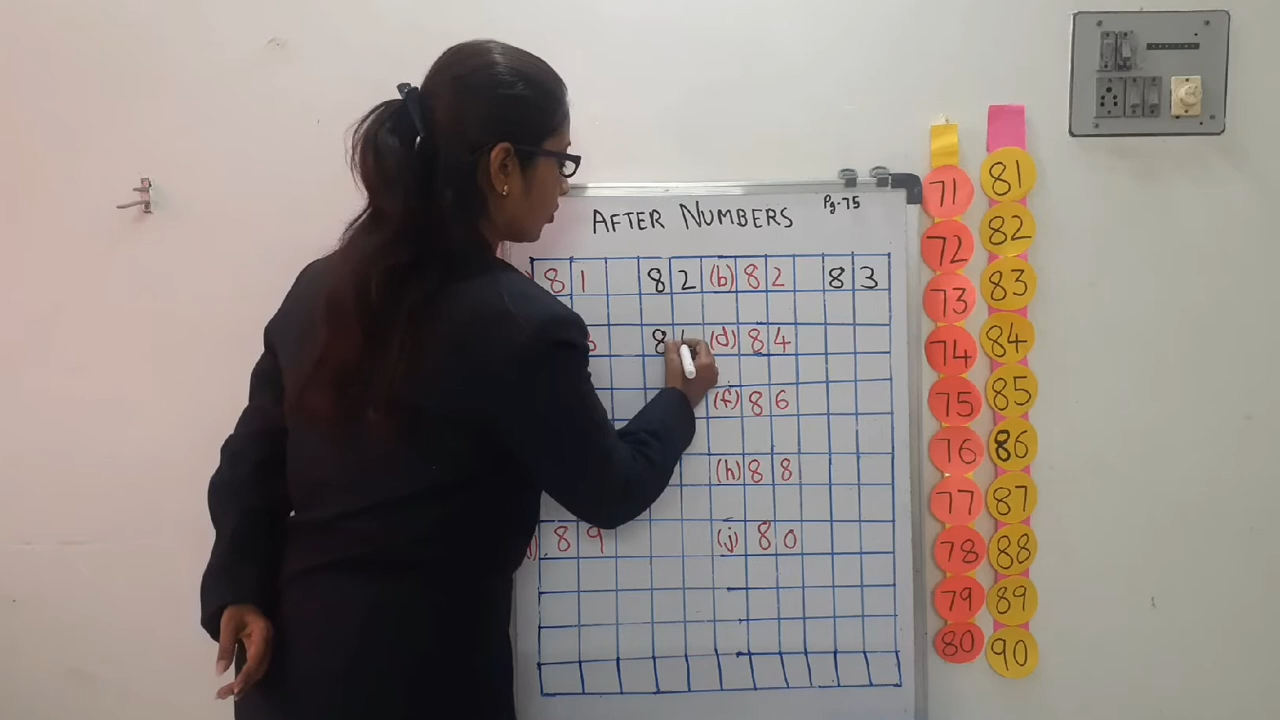 AFTER NUMBERS
Pg-75
81 82 (b) 82 83
8 (d) 84
(f) 86
(h) 88
89 (j) 80
71
72
73
74
75
76
77
78
79
80
81
82
83
84
85
86
87
88
89
90